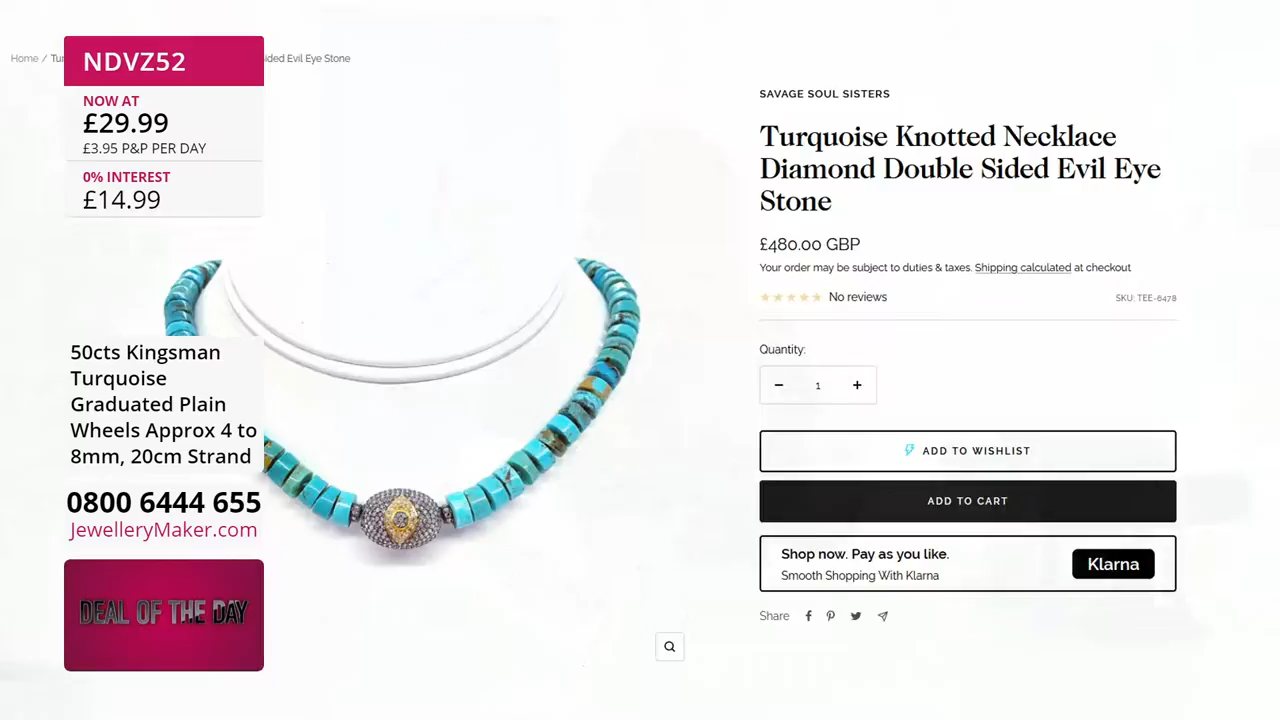 Home / Tur
ided Evil Eye Stone
NDVZ52
NOW AT
£29.99
£3.95 P&P PER DAY
0% INTEREST
£14.99
50cts Kingsman
Turquoise
Graduated Plain
Wheels Approx 4 to
8mm, 20cm Strand
0800 6444 655
JewelleryMaker.com
DEAL OF THE DAY
SAVAGE SOUL SISTERS
Turquoise Knotted Necklace
Diamond Double Sided Evil Eye
Stone
£480.00 GBP
Your order may be subject to duties & taxes. Shipping calculated at checkout
No reviews
SKU: TEE-6478
Quantity:
− 1 +
ADD TO WISHLIST
ADD TO CART
Shop now. Pay as you like.
Smooth Shopping With Klarna
Klarna
Share